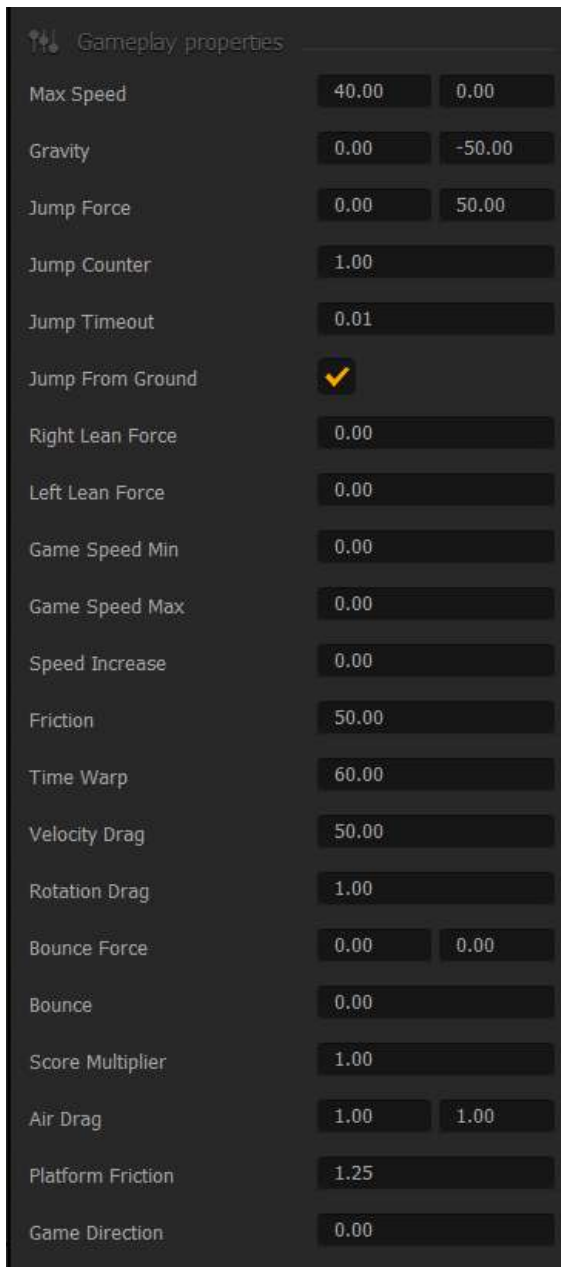 Gameplay properties
Max Speed 40.00 0.00
Gravity 0.00 -50.00
Jump Force 0.00 50.00
Jump Counter 1.00
Jump Timeout 0.01
Jump From Ground
Right Lean Force 0.00
Left Lean Force 0.00
Game Speed Min 0.00
Game Speed Max 0.00
Speed Increase 0.00
Friction 50.00
Time Warp 60.00
Velocity Drag 50.00
Rotation Drag 1.00
Bounce Force 0.00 0.00
Bounce 0.00
Score Multiplier 1.00
Air Drag 1.00 1.00
Platform Friction 1.25
Game Direction 0.00